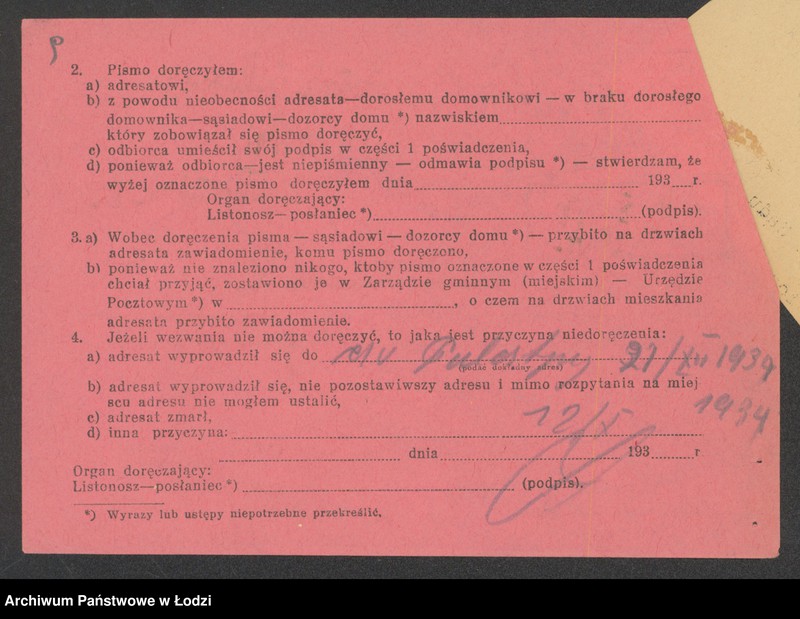 2. Pismo doręczyłem:
a) adresatowi,
b) z powodu nieobecności adresata—dorosłemu domownikowi — w braku dorosłego
domownika—sąsiadowi—dozorcy domu *) nazwiskiem
który zobowiązał się pismo doręczyć,
c) odbiorca umieścił swój podpis w części 1 poświadczenia,
d) ponieważ odbiorca—jest niepiśmienny — odmawia podpisu *) — stwierdzam, że
wyżej oznaczone pismo doręczyłem dnia 193 r.
Organ doręczający:
Listonosz—posłaniec *) (podpis).
3. a) Wobec doręczenia pisma — sąsiadowi — dozorcy domu *) — przybito na drzwiach
adresata zawiadomienie, komu pismo doręczono,
b) ponieważ nie znaleziono nikogo, ktoby pismo oznaczone w części 1 poświadczenia
chciał przyjąć, zostawiono je w Zarządzie gminnym (miejskim) — Urzędzie
Pocztowym *) w , o czem na drzwiach mieszkania
adresata przybito zawiadomienie.
4. Jeżeli wezwania nie można doręczyć, to jaka jest przyczyna niedoręczenia:
a) adresat wyprowadził się do Palestyny 21/XII 1934
(podać dokładny adres)
b) adresat wyprowadził się, nie pozostawiwszy adresu i mimo rozpytania na miej
scu adresu nie mogłem ustalić,
1934
c) adresat zmarł,
12/X
d) inna przyczyna:
dnia 193 r
Organ doręczający:
Listonosz—posłaniec *) (podpis).
*) Wyrazy lub ustępy niepotrzebne przekreślić.
Archiwum Państwowe w Łodzi